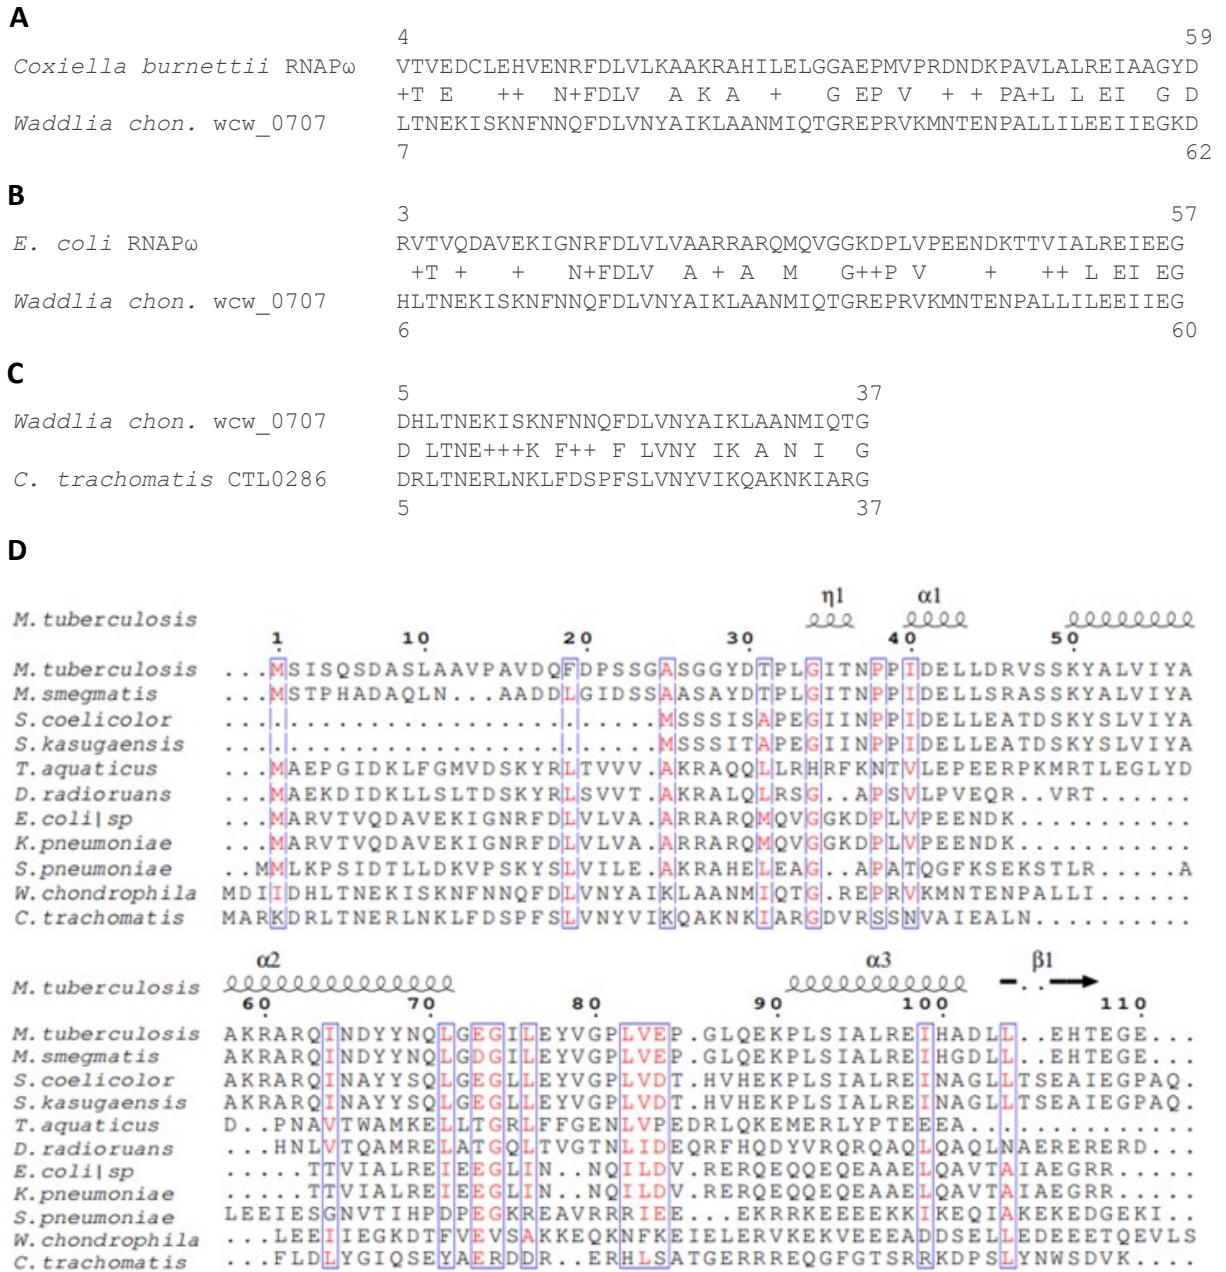 A
4 59
Coxiella burnettii RNAPω VTVEDCLEHVENRFDLVLKAAKRAHILELGGAEPMVPRDNDKPAVLALREIAAGYD
+T E ++ N+FDLV A K A + G EP V + + PA+L L EI G D
Waddlia chon. wcw_0707 LTNEKISKNFNNQFDLVNYAIKLAANMIQTGREPRVKMNTENPALLILEEIIEGKD
7 62
B
3 57
E. coli RNAPω RVTVQDAVEKIGNRFDLVLVAARRARQMQVGGKDPLVPEENDKTTVIALREIEEG
+T + + N+FDLV A + A M G++P V + ++ L EI EG
Waddlia chon. wcw_0707 HLTNEKISKNFNNQFDLVNYAIKLAANMIQTGREPRVKMNTENPALLILEEIIEG
6 60
C
5 37
Waddlia chon. wcw_0707 DHLTNEKISKNFNNQFDLVNYAIKLAANMIQTG
D LTNE+++K F++ F LVNY IK A N I G
C. trachomatis CTL0286 DRLTNERLNKLFDSPFSLVNYVIKQAKNKIARG
5 37
D
η1 α1
M.tuberculosis
1 10 20 30 40 50
M.tuberculosis ...MSISQSDASLAAVPAVDQFDPSSGASGGYDTPLGITNPPIDELLDRVSSKYALVIYA
M.smegmatis ...MSTPHADAQLN...AADDLGIDSSAASAYDTPLGITNPPIDELLSRASSKYALVIYA
S.coelicolor ...........................MSSSISAPEGIINPPIDELLEATDSKYSLVIYA
S.kasugaensis ...........................MSSSITAPEGIINPPIDELLEATDSKYSLVIYA
T.aquaticus ...MAEPGIDKLFGMVDSKYRLTVVV.AKRAQQLLRHRFKNTVLEPEERPKMRTLEGLYD
D.radioruans ...MAEKDIDKLLSLTDSKYRLSVVT.AKRALQLRSG..APSVLPVEQR..VRT......
E.coli|sp ...MARVTVQDAVEKIGNRFDLVLVA.ARRARQMQVGGKDPLVPEENDK...........
K.pneumoniae ...MARVTVQDAVEKIGNRFDLVLVA.ARRARQMQVGGKDPLVPEENDK...........
S.pneumoniae ..MMLKPSIDTLLDKVPSKYSLVILE.AKRAHELEAG..APATQGFKSEKSTLR.....A
W.chondrophila MDIIDHLTNEKISKNFNNQFDLVNYAIKLAANMIQTG.REPRVKMNTENPALLI......
C.trachomatis MARKDRLTNERLNKLFDSPFSLVNYVIKQAKNKIARGDVRSSNVAIEALN..........
α2 α3 β1
M.tuberculosis
60 70 80 90 100 110
M.tuberculosis AKRARQINDYYNQLGEGILEYVGPLVEP.GLQEKPLSIALREIHADLL..EHTEGE...
M.smegmatis AKRARQINDYYNQLGDGILEYVGPLVEP.GLQEKPLSIALREIHGDLL..EHTEGE...
S.coelicolor AKRARQINAYYSQLGEGLLEYVGPLVDT.HVHEKPLSIALREINAGLLTSEAIEGPAQ.
S.kasugaensis AKRARQINAYYSQLGEGLLEYVGPLVDT.HVHEKPLSIALREINAGLLTSEAIEGPAQ.
T.aquaticus D..PNAVTWAMKELLTGRLFFGENLVPEDRLQKEMERLYPTEEEA..............
D.radioruans ...HNLVTQAMRELATGQLTVGTNLIDEQRFHQDYVRQRQAQLQAQLNAERERERD...
E.coli|sp .....TTVIALREIEEGLIN..NQILDV.RERQEQQEQEAAELQAVTAIAEGRR.....
K.pneumoniae .....TTVIALREIEEGLIN..NQILDV.RERQEQQEQEAAELQAVTAIAEGRR.....
S.pneumoniae LEEIESGNVTIHPDPEGKREAVRRRIEE...EKRRKEEEEKKIKEQIAKEKEDGEKI..
W.chondrophila ...LEEIIEGKDTFVEVSAKKEQKNFKEIELERVKEKVEEEADDSELLEDEEETQEVLS
C.trachomatis ...FLDLYGIQSEYAERDDR..ERHLSATGERRREQGFGTSRRKDPSLYNWSDVK....